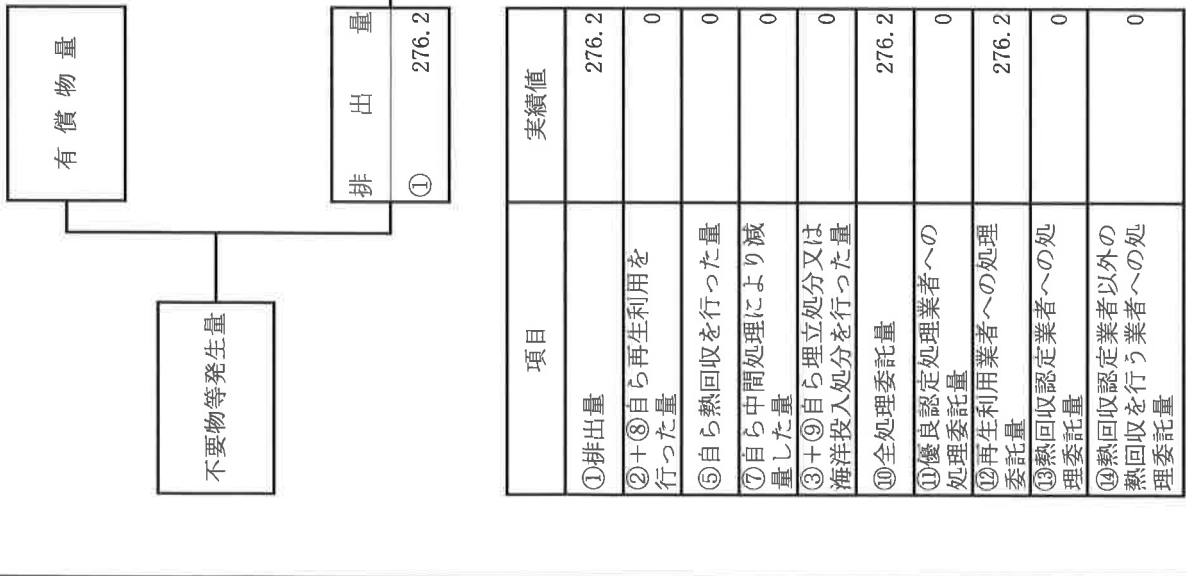 有償物量
不要物等発生量
排出量
① 276.2
項目 実績値
①排出量 276.2
②+⑧自ら再生利用を
行った量 0
⑤自ら熱回収を行った量 0
⑦自ら中間処理により減
量した量 0
③+⑨自ら埋立処分又は
海洋投入処分を行った量 0
⑩全処理委託量 276.2
⑪優良認定処理業者への
処理委託量 0
⑫再生利用業者への処理
委託量 276.2
⑬熱回収認定業者への処
理委託量 0
⑭熱回収認定業者以外の
熱回収を行う業者への処
理委託量 0